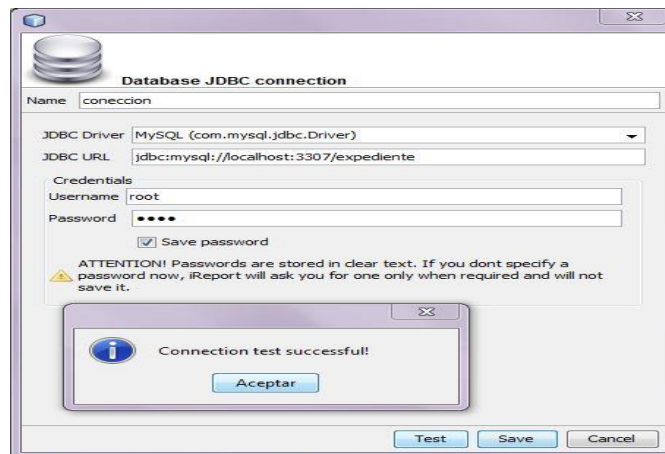 Database JDBC connection
Name coneccion
JDBC Driver MySQL (com.mysql.jdbc.Driver)
JDBC URL jdbc:mysql://localhost:3307/expediente
Credentials
Username root
Password ••••
Save password
ATTENTION! Passwords are stored in clear text. If you dont specify a
password now, iReport will ask you for one only when required and will not
save it.
Connection test successful!
Aceptar
Test Save Cancel